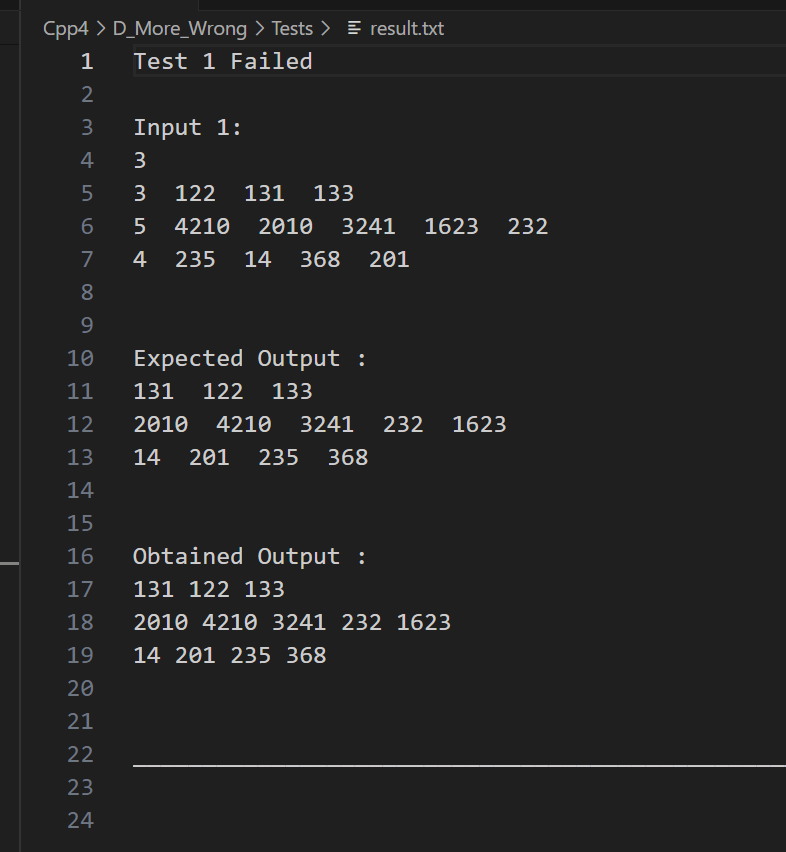 Cpp4 > D_More_Wrong > Tests > result.txt
1 Test 1 Failed
2
3 Input 1:
4 3
5 3  122  131  133
6 5  4210  2010  3241  1623  232
7 4  235  14  368  201
8
9
10 Expected Output :
11 131  122  133
12 2010  4210  3241  232  1623
13 14  201  235  368
14
15
16 Obtained Output :
17 131 122 133
18 2010 4210 3241 232 1623
19 14 201 235 368
20
21
22 _______________________________________________
23
24